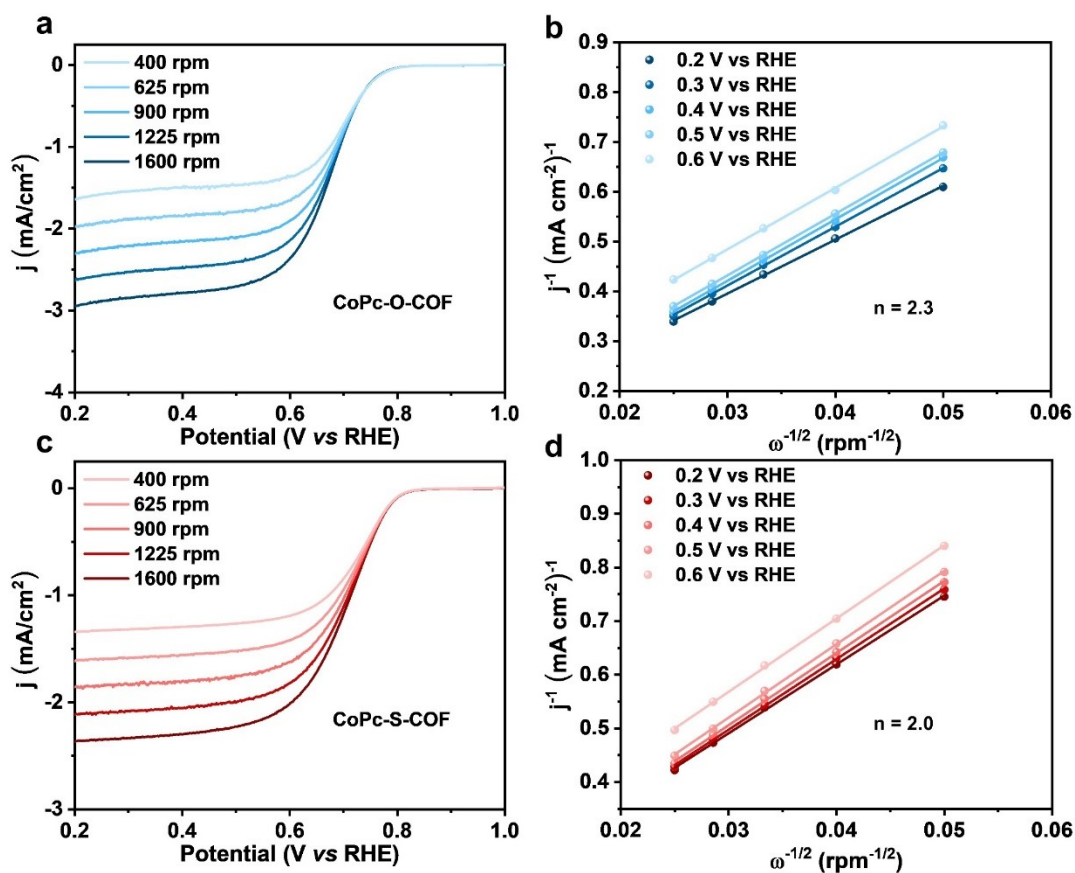 a
400 rpm
625 rpm
900 rpm
1225 rpm
1600 rpm
CoPc-O-COF
0
-1
-2
-3
-4
j (mA/cm²)
0.2 0.4 0.6 0.8 1.0
Potential (V vs RHE)
b
0.2 V vs RHE
0.3 V vs RHE
0.4 V vs RHE
0.5 V vs RHE
0.6 V vs RHE
n = 2.3
0.9
0.8
0.7
0.6
0.5
0.4
0.3
0.2
j⁻¹ (mA cm⁻²)⁻¹
0.02 0.03 0.04 0.05 0.06
ω⁻¹/² (rpm⁻¹/²)
c
400 rpm
625 rpm
900 rpm
1225 rpm
1600 rpm
CoPc-S-COF
0
-1
-2
-3
j (mA/cm²)
0.2 0.4 0.6 0.8 1.0
Potential (V vs RHE)
d
0.2 V vs RHE
0.3 V vs RHE
0.4 V vs RHE
0.5 V vs RHE
0.6 V vs RHE
n = 2.0
1.0
0.9
0.8
0.7
0.6
0.5
0.4
j⁻¹ (mA cm⁻²)⁻¹
0.02 0.03 0.04 0.05 0.06
ω⁻¹/² (rpm⁻¹/²)